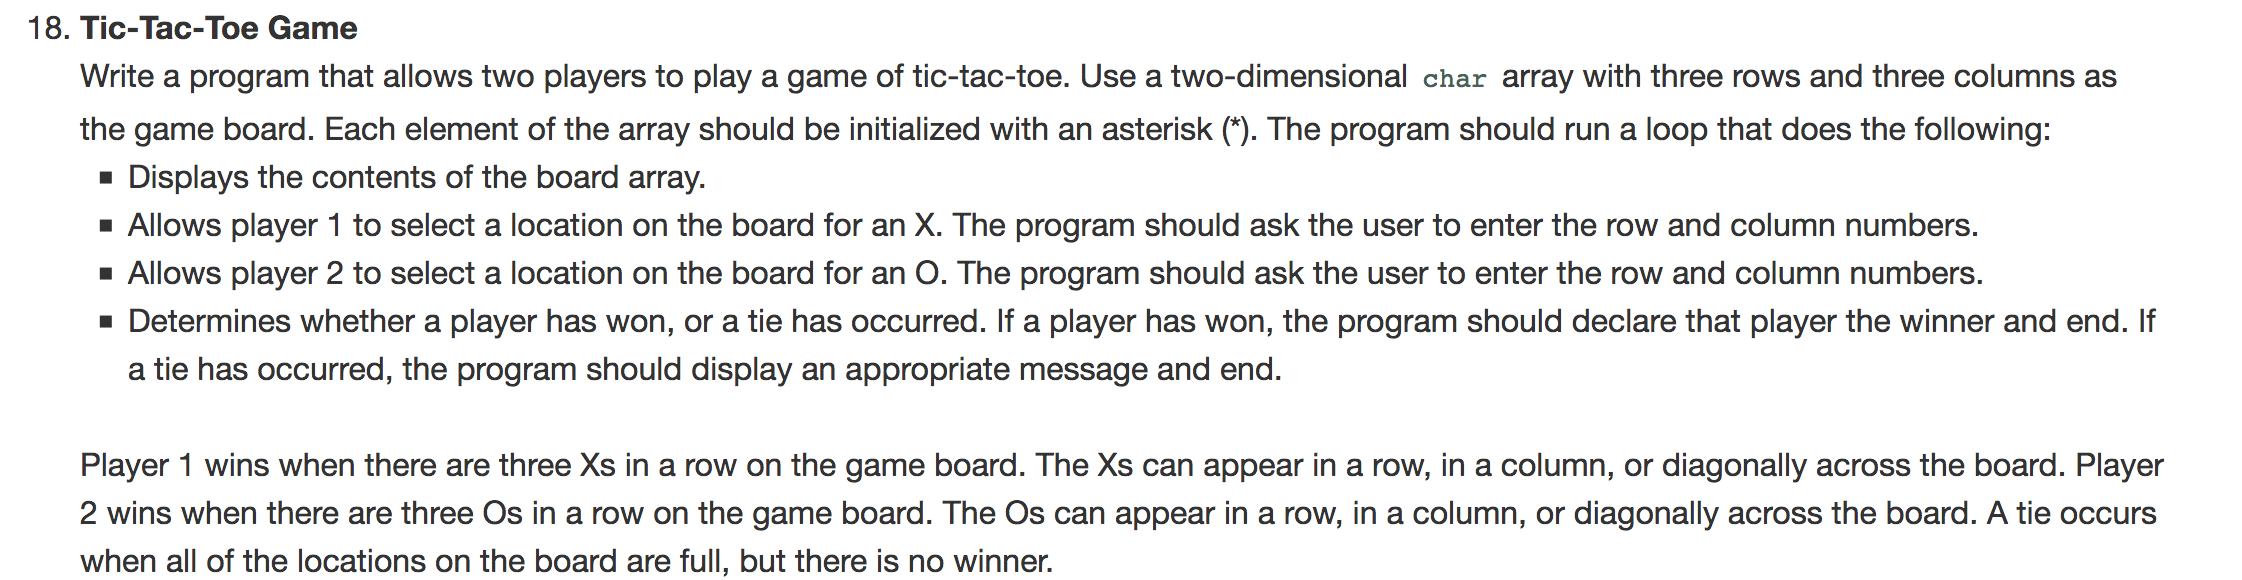 18. Tic-Tac-Toe Game
Write a program that allows two players to play a game of tic-tac-toe. Use a two-dimensional char array with three rows and three columns as
the game board. Each element of the array should be initialized with an asterisk (*). The program should run a loop that does the following:
▪ Displays the contents of the board array.
▪ Allows player 1 to select a location on the board for an X. The program should ask the user to enter the row and column numbers.
▪ Allows player 2 to select a location on the board for an O. The program should ask the user to enter the row and column numbers.
▪ Determines whether a player has won, or a tie has occurred. If a player has won, the program should declare that player the winner and end. If
a tie has occurred, the program should display an appropriate message and end.
Player 1 wins when there are three Xs in a row on the game board. The Xs can appear in a row, in a column, or diagonally across the board. Player
2 wins when there are three Os in a row on the game board. The Os can appear in a row, in a column, or diagonally across the board. A tie occurs
when all of the locations on the board are full, but there is no winner.